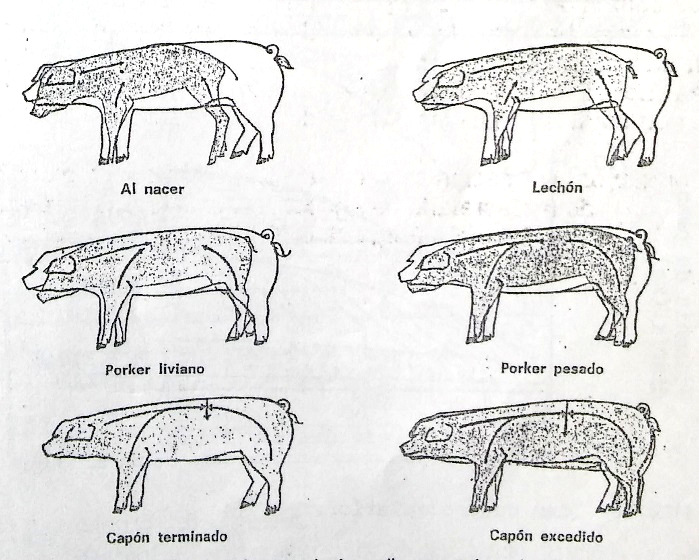 Al nacer
Lechón
Porker liviano
Porker pesado
Capón terminado
Capón excedido